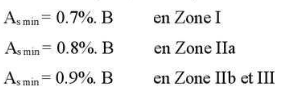 As min = 0.7%. B en Zone I
As min = 0.8%. B en Zone IIa
As min = 0.9%. B en Zone IIb et III